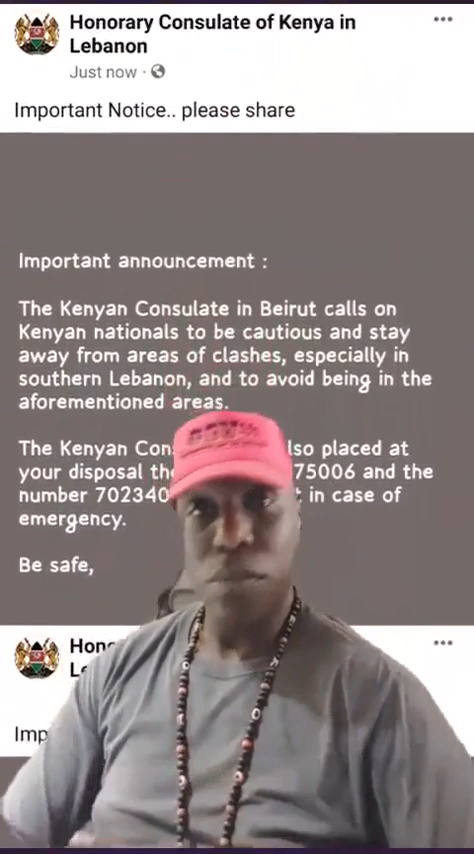 Honorary Consulate of Kenya in
Lebanon
Just now
Important Notice.. please share
Important announcement :
The Kenyan Consulate in Beirut calls on
Kenyan nationals to be cautious and stay
away from areas of clashes, especially in
southern Lebanon, and to avoid being in the
aforementioned areas.
The Kenyan Con lso placed at
your disposal th 75006 and the
number 702340 in case of
emergency.
Be safe,
Hon
L
Imp